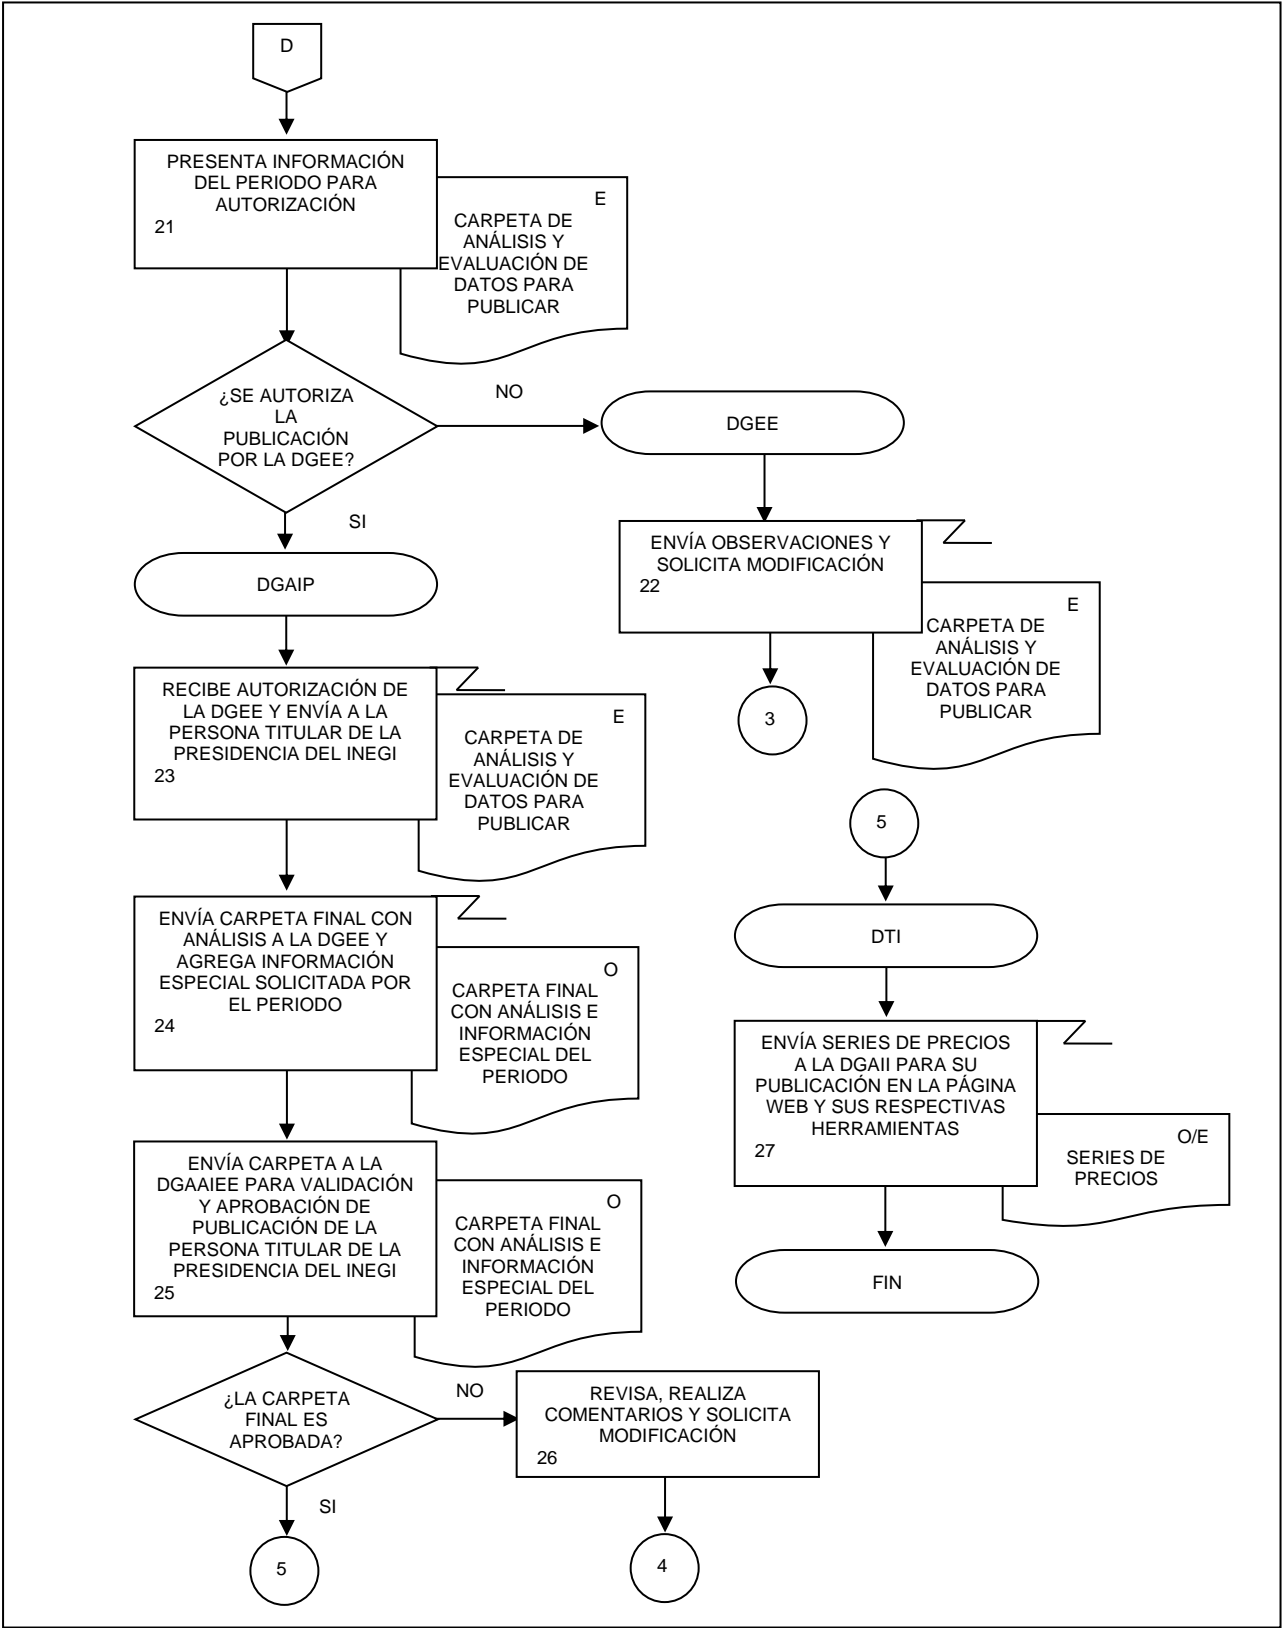 D
PRESENTA INFORMACIÓN
DEL PERIODO PARA
AUTORIZACIÓN
21
E
CARPETA DE
ANÁLISIS Y
EVALUACIÓN DE
DATOS PARA
PUBLICAR
¿SE AUTORIZA
LA
PUBLICACIÓN
POR LA DGEE?
NO
DGEE
SI
ENVÍA OBSERVACIONES Y
SOLICITA MODIFICACIÓN
22
E
CARPETA DE
ANÁLISIS Y
EVALUACIÓN DE
DATOS PARA
PUBLICAR
3
DGAIP
RECIBE AUTORIZACIÓN DE
LA DGEE Y ENVÍA A LA
PERSONA TITULAR DE LA
PRESIDENCIA DEL INEGI
23
E
CARPETA DE
ANÁLISIS Y
EVALUACIÓN DE
DATOS PARA
PUBLICAR
ENVÍA CARPETA FINAL CON
ANÁLISIS A LA DGEE Y
AGREGA INFORMACIÓN
ESPECIAL SOLICITADA POR
EL PERIODO
24
O
CARPETA FINAL
CON ANÁLISIS E
INFORMACIÓN
ESPECIAL DEL
PERIODO
ENVÍA CARPETA A LA
DGAAIEE PARA VALIDACIÓN
Y APROBACIÓN DE
PUBLICACIÓN DE LA
PERSONA TITULAR DE LA
PRESIDENCIA DEL INEGI
25
O
CARPETA FINAL
CON ANÁLISIS E
INFORMACIÓN
ESPECIAL DEL
PERIODO
¿LA CARPETA
FINAL ES
APROBADA?
NO
REVISA, REALIZA
COMENTARIOS Y SOLICITA
MODIFICACIÓN
26
SI
5
4
5
DTI
ENVÍA SERIES DE PRECIOS
A LA DGAII PARA SU
PUBLICACIÓN EN LA PÁGINA
WEB Y SUS RESPECTIVAS
HERRAMIENTAS
27
O/E
SERIES DE
PRECIOS
FIN